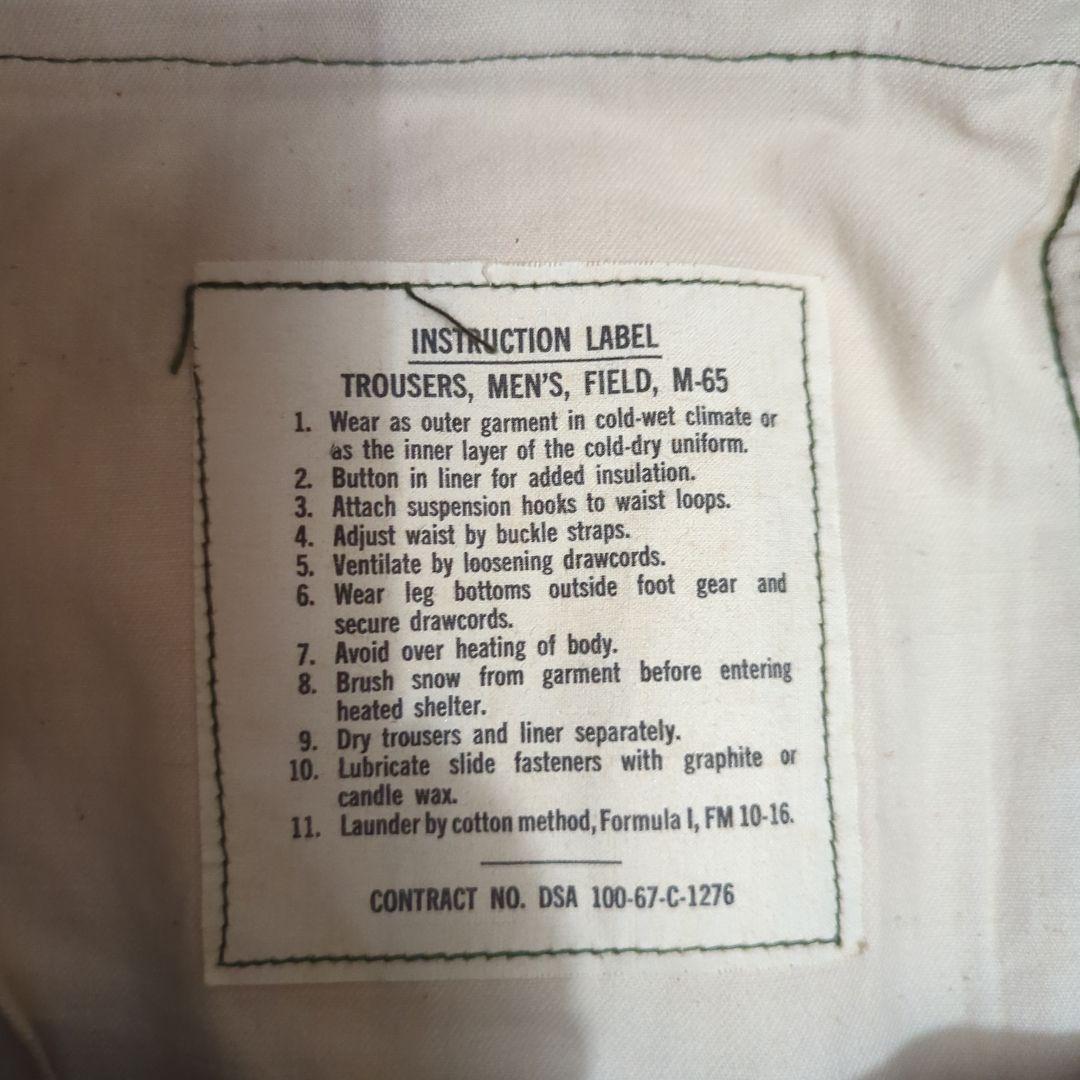 INSTRUCTION LABEL
TROUSERS, MEN'S, FIELD, M-65
1. Wear as outer garment in cold-wet climate or
as the inner layer of the cold-dry uniform.
2. Button in liner for added insulation.
3. Attach suspension hooks to waist loops.
4. Adjust waist by buckle straps.
5. Ventilate by loosening drawcords.
6. Wear leg bottoms outside foot gear and
secure drawcords.
7. Avoid over heating of body.
8. Brush snow from garment before entering
heated shelter.
9. Dry trousers and liner separately.
10. Lubricate slide fasteners with graphite or
candle wax.
11. Launder by cotton method, Formula I, FM 10-16.
CONTRACT NO. DSA 100-67-C-1276